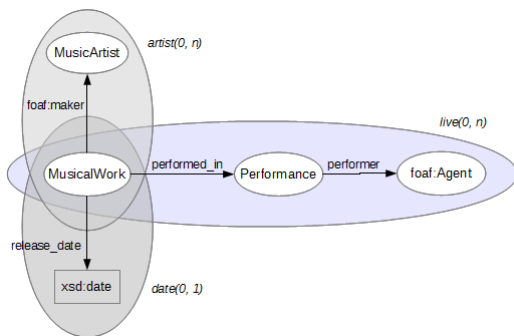 MusicArtist
artist(0, n)
foaf:maker
live(0, n)
MusicalWork
performed_in
Performance
performer
foaf:Agent
release_date
xsd:date
date(0, 1)